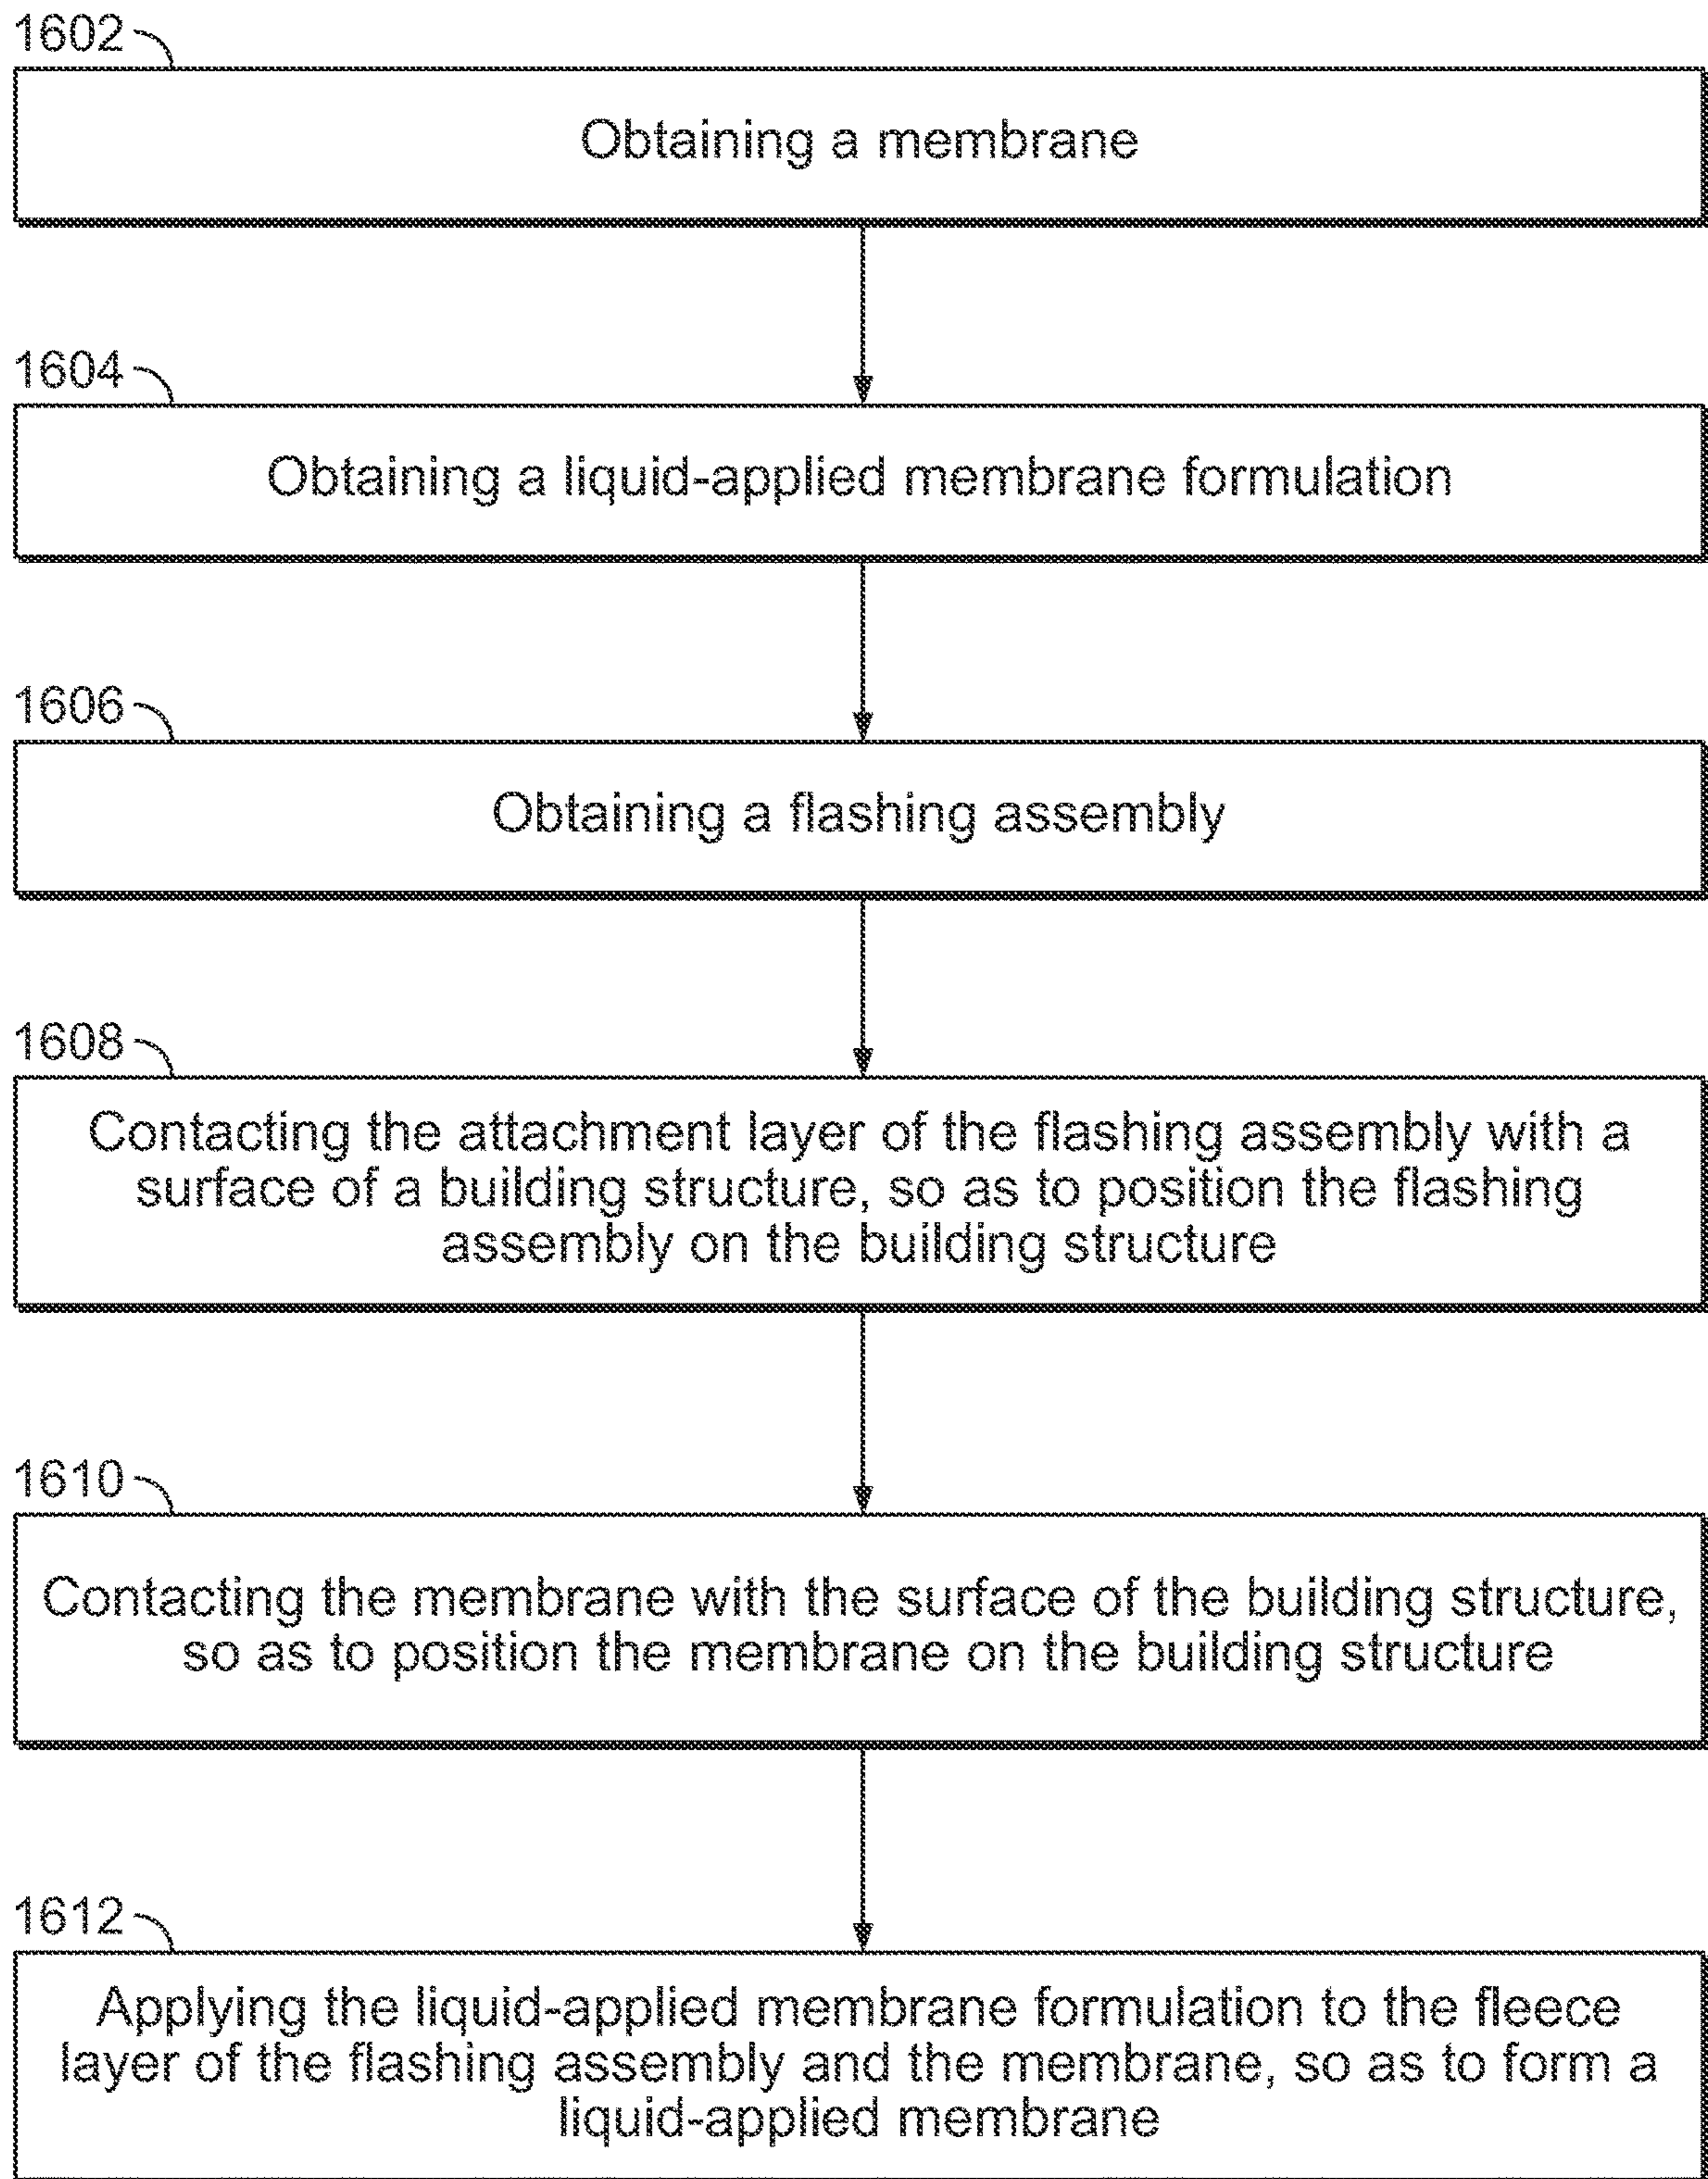 1602
Obtaining a membrane
1604
Obtaining a liquid-applied membrane formulation
1606
Obtaining a flashing assembly
1608
Contacting the attachment layer of the flashing assembly with a
surface of a building structure, so as to position the flashing
assembly on the building structure
1610
Contacting the membrane with the surface of the building structure,
so as to position the membrane on the building structure
1612
Applying the liquid-applied membrane formulation to the fleece
layer of the flashing assembly and the membrane, so as to form a
liquid-applied membrane